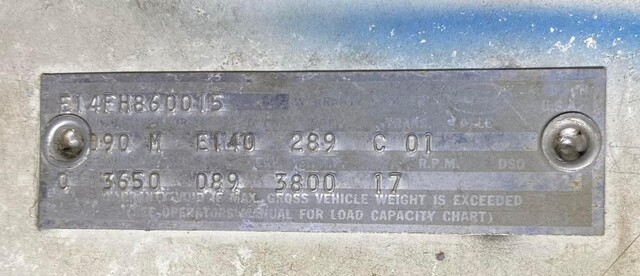 E14FH860015
090 M E140 289 C 01
R.P.M. DSO
0 3650 089 3800 17
WARRANTY VOID IF MAX. GROSS VEHICLE WEIGHT IS EXCEEDED
(SEE OPERATORS MANUAL FOR LOAD CAPACITY CHART)